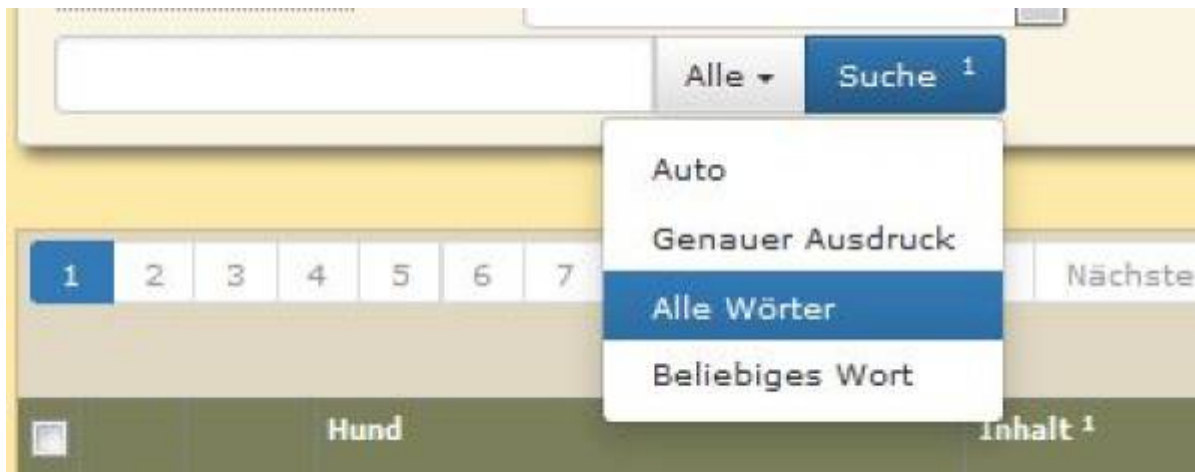 Alle
Suche 1
Auto
Genauer Ausdruck
Alle Wörter
Beliebiges Wort
1 2 3 4 5 6 7 Nächste
Hund Inhalt 1